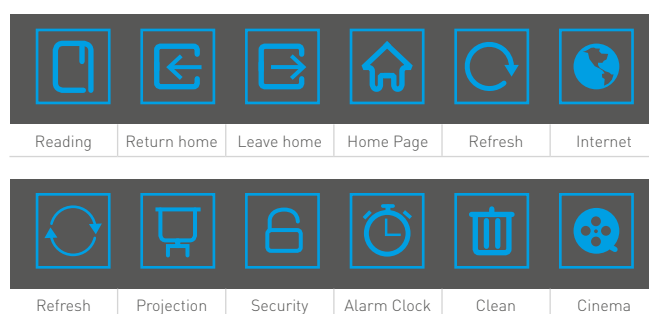 Reading Return home Leave home Home Page Refresh Internet
Refresh Projection Security Alarm Clock Clean Cinema